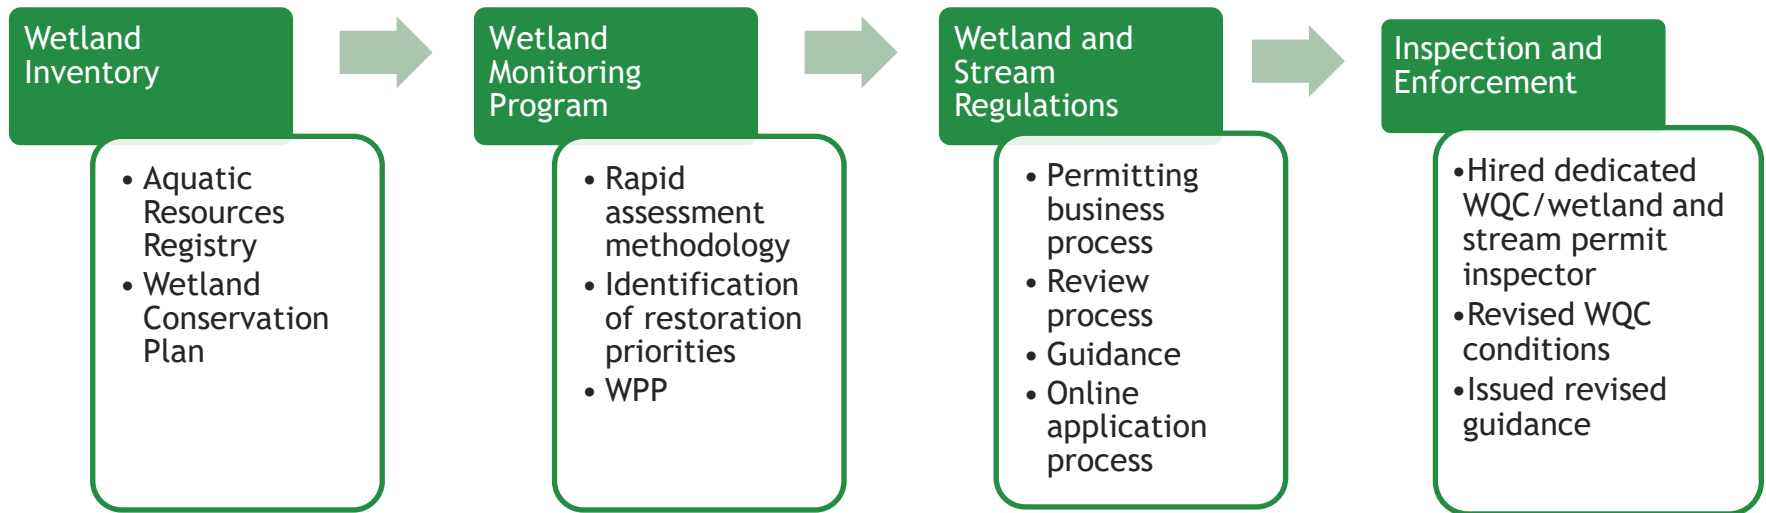 Wetland
Inventory
• Aquatic
Resources
Registry
• Wetland
Conservation
Plan
Wetland
Monitoring
Program
• Rapid
assessment
methodology
• Identification
of restoration
priorities
• WPP
Wetland and
Stream
Regulations
• Permitting
business
process
• Review
process
• Guidance
• Online
application
process
Inspection and
Enforcement
•Hired dedicated
WQC/wetland and
stream permit
inspector
•Revised WQC
conditions
•Issued revised
guidance